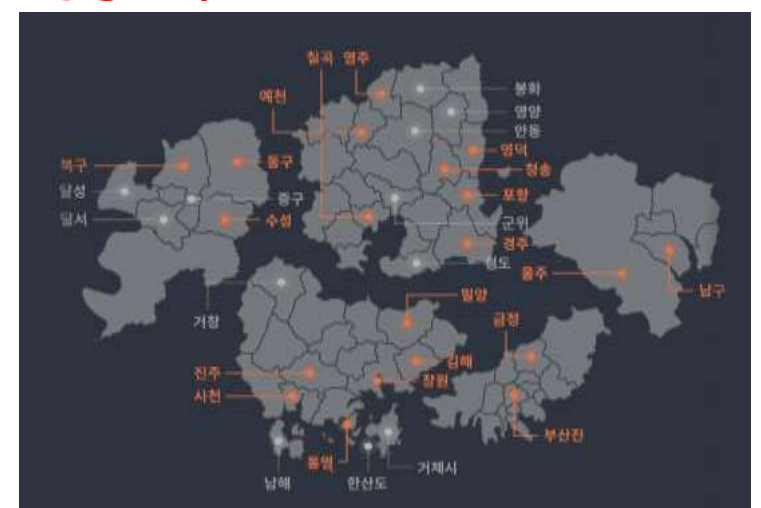 칠곡 영주
봉화
예천
영양
안동
영덕
북구
동구
청송
달성
중구
포항
달서
수성
군위
경주
청도
울주
밀양
남구
거창
금정
김해
진주
창원
사천
부산진
통영
거제시
남해
한산도